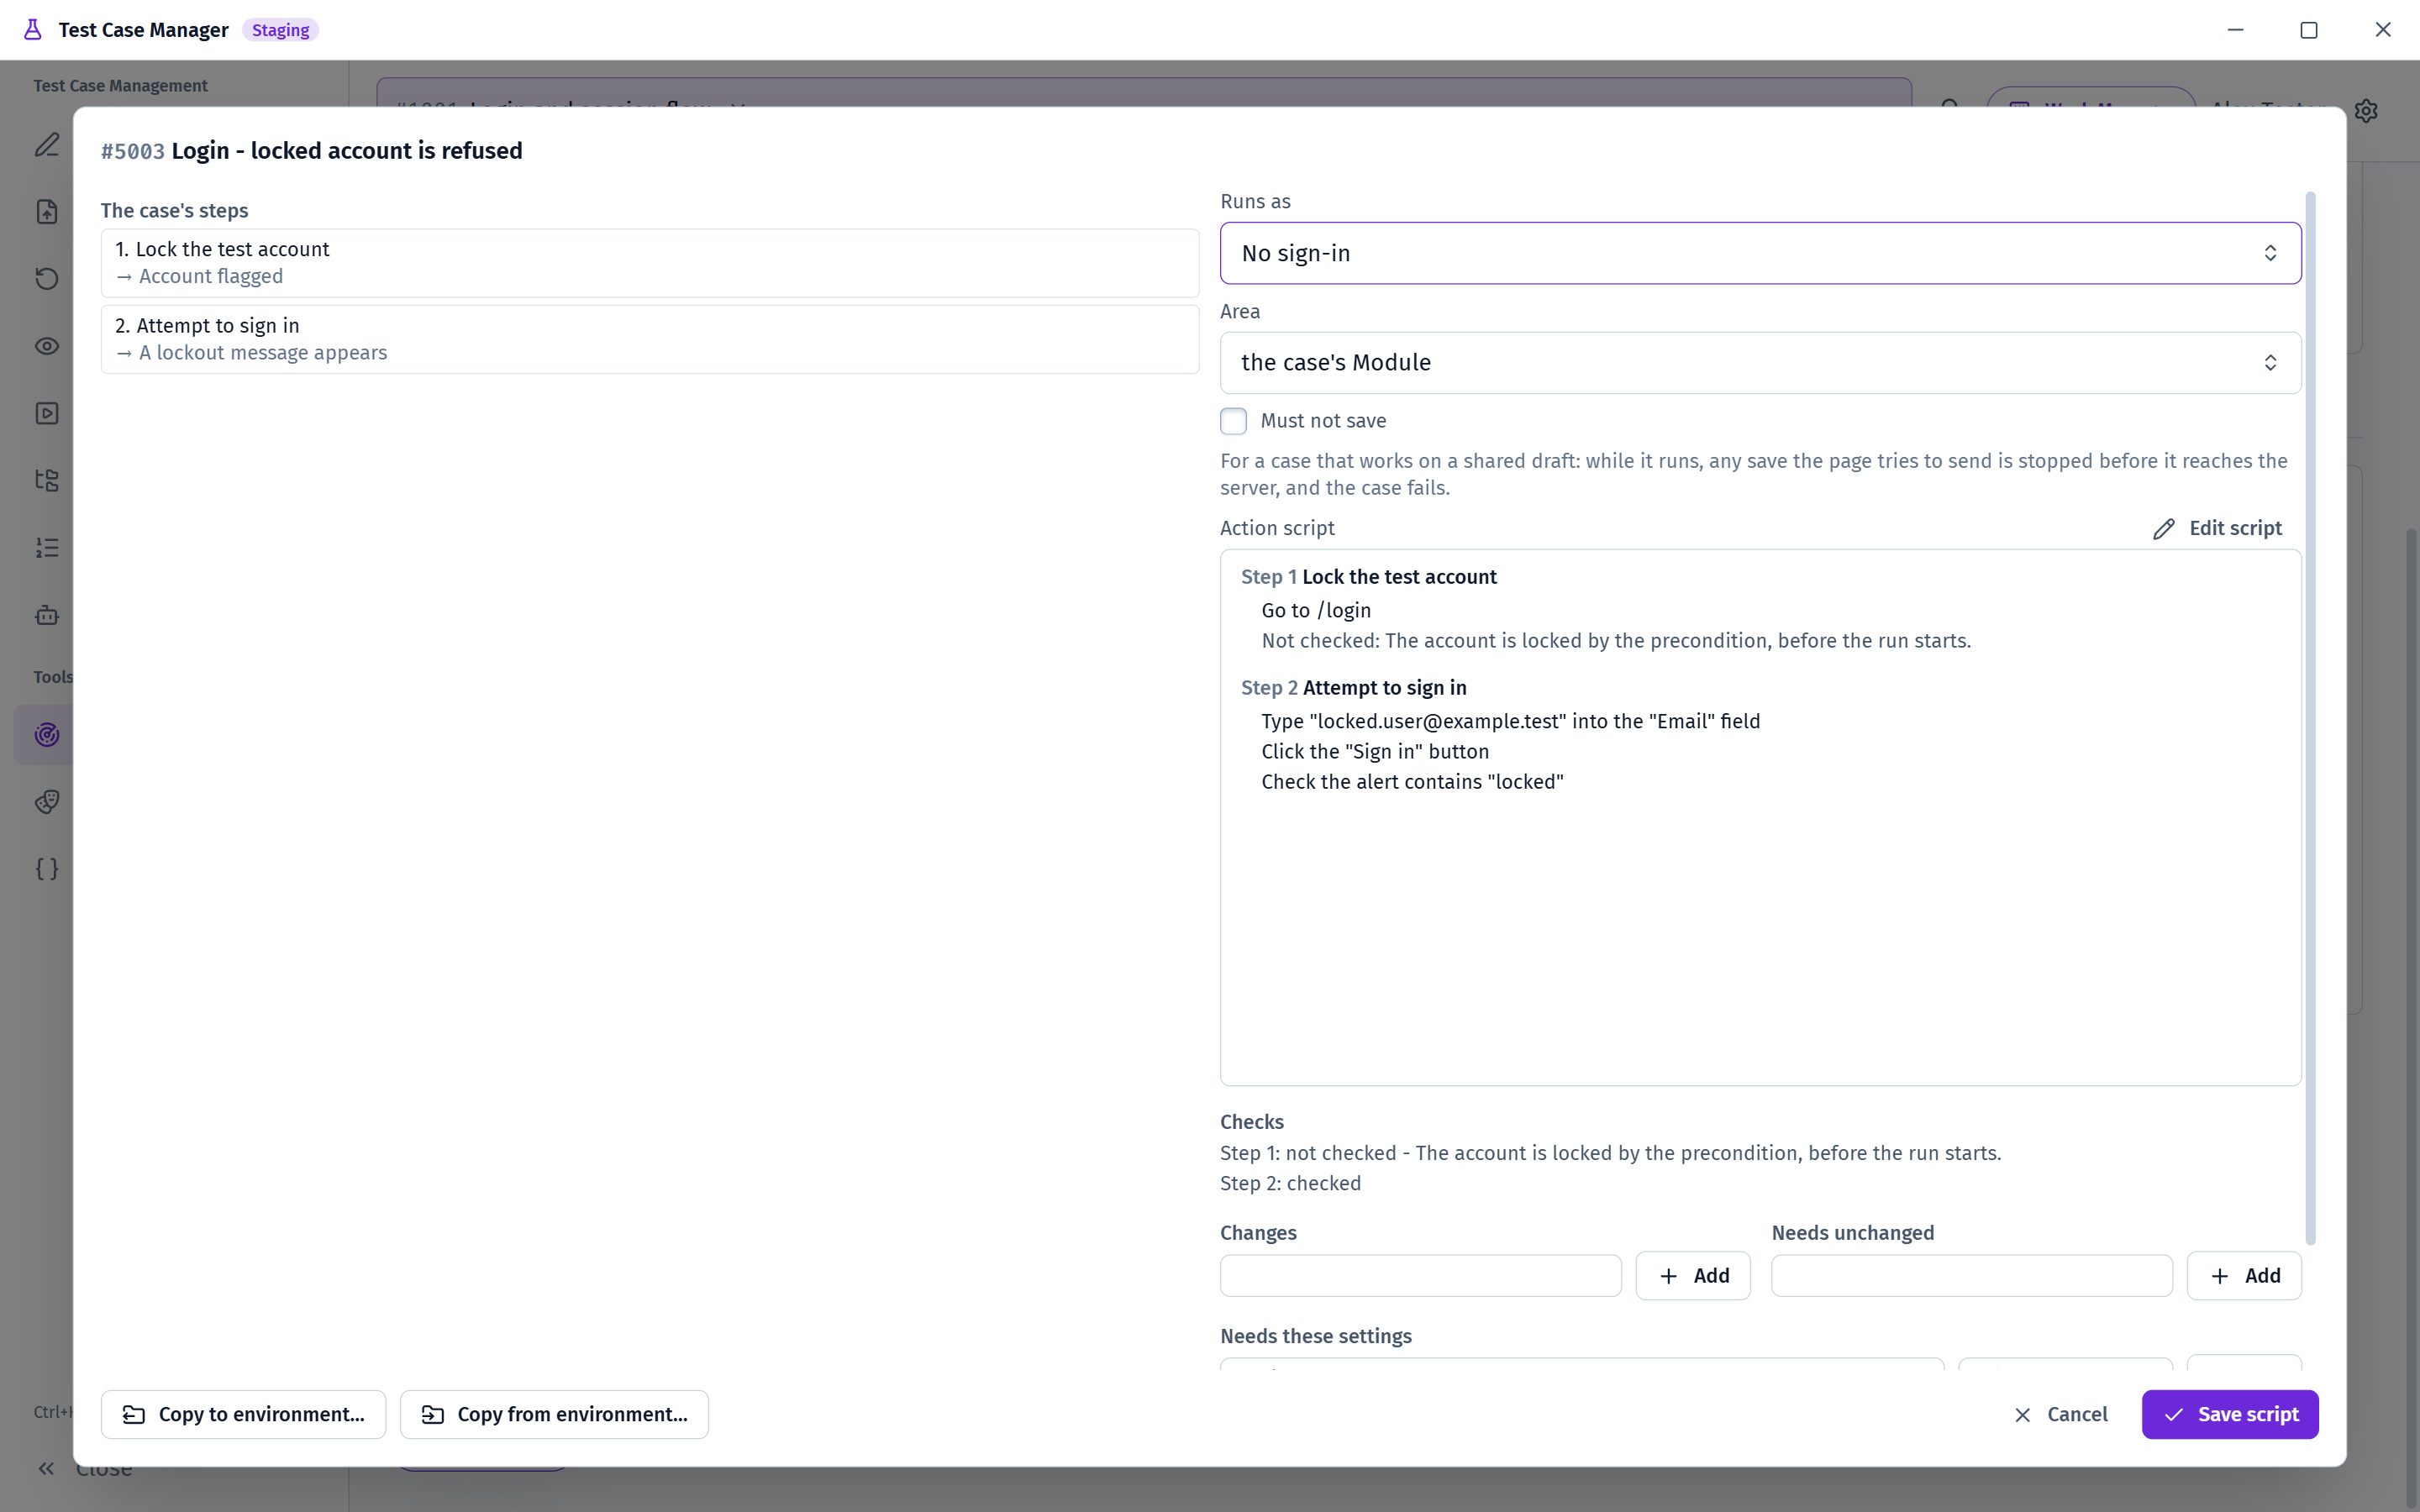 Test Case Manager Staging
Test Case Management
#5003 Login - locked account is refused
The case's steps
1. Lock the test account
→ Account flagged
2. Attempt to sign in
→ A lockout message appears
Runs as
No sign-in
Area
the case's Module
Must not save
For a case that works on a shared draft: while it runs, any save the page tries to send is stopped before it reaches the
server, and the case fails.
Action script
Edit script
Step 1 Lock the test account
Go to /login
Not checked: The account is locked by the precondition, before the run starts.
Step 2 Attempt to sign in
Type "locked.user@example.test" into the "Email" field
Click the "Sign in" button
Check the alert contains "locked"
Checks
Step 1: not checked - The account is locked by the precondition, before the run starts.
Step 2: checked
Changes
Needs unchanged
Add
Add
Needs these settings
Tools
Ctrl+
Close
Copy to environment...
Copy from environment...
Cancel
Save script